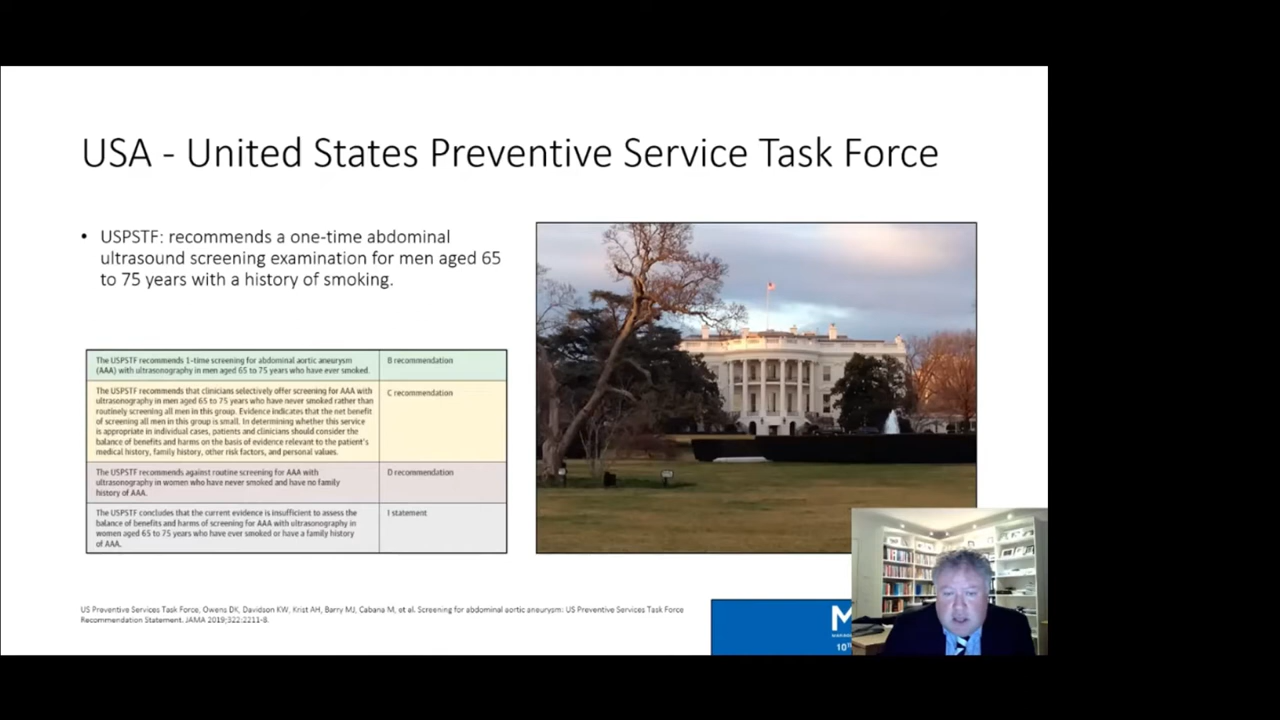 USA - United States Preventive Service Task Force
• USPSTF: recommends a one-time abdominal
ultrasound screening examination for men aged 65
to 75 years with a history of smoking.
The USPSTF recommends 1-time screening for abdominal aortic aneurysm
(AAA) with ultrasonography in men aged 65 to 75 years who have ever smoked.
B recommendation
The USPSTF recommends that clinicians selectively offer screening for AAA with
ultrasonography in men aged 65 to 75 years who have never smoked rather than
routinely screening all men in this group. Evidence indicates that the net benefit
of screening all men in this group is small. In determining whether this service
is appropriate in individual cases, patients and clinicians should consider the
balance of benefits and harms on the basis of evidence relevant to the patient's
medical history, family history, other risk factors, and personal values.
C recommendation
The USPSTF recommends against routine screening for AAA with
ultrasonography in women who have never smoked and have no family
history of AAA.
D recommendation
The USPSTF concludes that the current evidence is insufficient to assess the
balance of benefits and harms of screening for AAA with ultrasonography in
women aged 65 to 75 years who have ever smoked or have a family history
of AAA.
I statement
US Preventive Services Task Force, Owens DK, Davidson KW, Krist AH, Barry MJ, Cabana M, et al. Screening for abdominal aortic aneurysm: US Preventive Services Task Force
Recommendation Statement. JAMA 2019;322:2211-8.
M